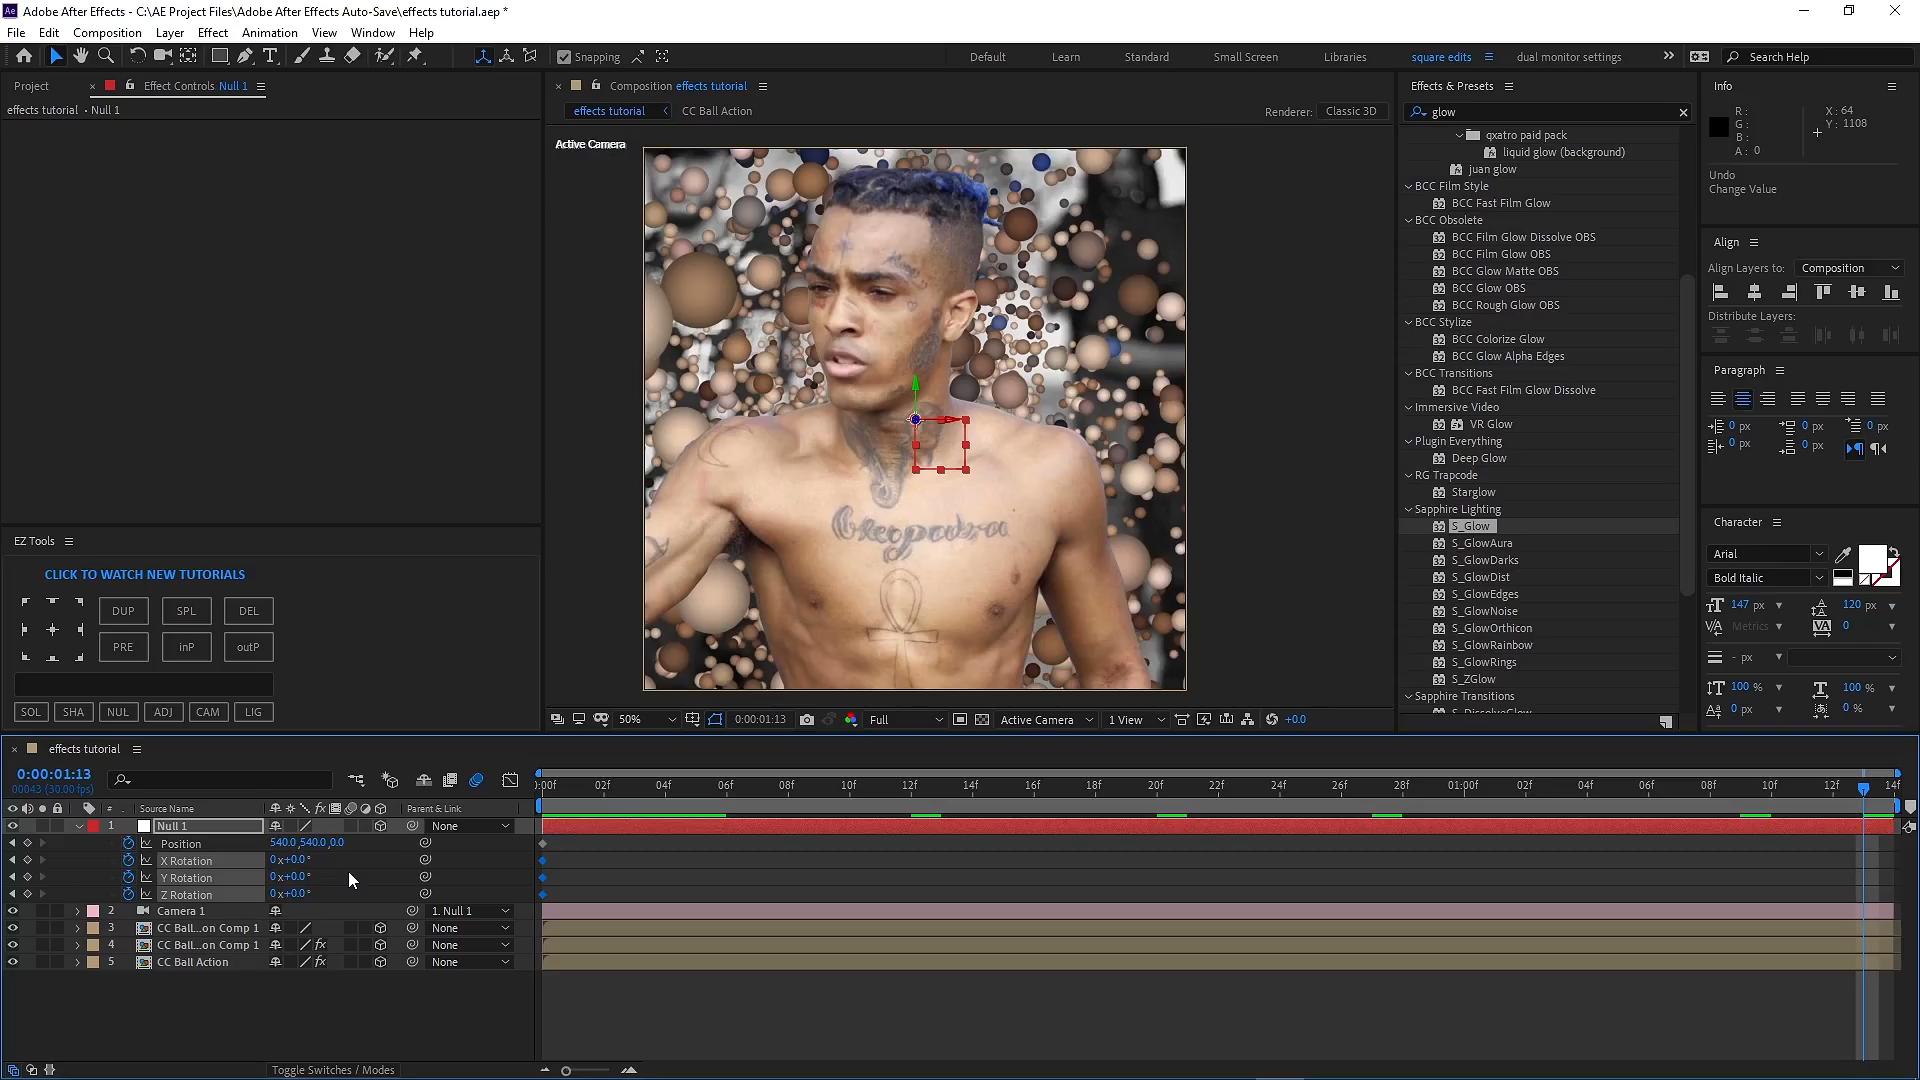 Ae Adobe After Effects - C:\AE Project Files\Adobe After Effects Auto-Save\effects tutorial.aep *
File Edit Composition Layer Effect Animation View Window Help
Snapping Default Learn Standard Small Screen Libraries square edits dual monitor settings Search Help
Project Effect Controls Null 1
effects tutorial • Null 1
Composition effects tutorial
effects tutorial CC Ball Action Renderer: Classic 3D
Active Camera
Cleopatra
Effects & Presets
glow
qxatro paid pack
liquid glow (background)
juan glow
BCC Film Style
BCC Fast Film Glow
BCC Obsolete
BCC Film Glow Dissolve OBS
BCC Film Glow OBS
BCC Glow Matte OBS
BCC Glow OBS
BCC Rough Glow OBS
BCC Stylize
BCC Colorize Glow
BCC Glow Alpha Edges
BCC Transitions
BCC Fast Film Glow Dissolve
Immersive Video
VR Glow
Plugin Everything
Deep Glow
RG Trapcode
Starglow
Sapphire Lighting
S_Glow
S_GlowAura
S_GlowDarks
S_GlowDist
S_GlowEdges
S_GlowNoise
S_GlowOrthicon
S_GlowRainbow
S_GlowRings
S_ZGlow
Sapphire Transitions
S_DissolveGlow
Info
R : X : 64
G : Y : 1108
B :
A : 0
Undo
Change Value
Align
Align Layers to: Composition
Distribute Layers:
Paragraph
0 px 0 px 0 px
0 px 0 px
Character
Arial
Bold Italic
147 px 120 px
Metrics 0
- px
100 % 100 %
0 px 0 %
EZ Tools
CLICK TO WATCH NEW TUTORIALS
DUP SPL DEL
PRE inP outP
SOL SHA NUL ADJ CAM LIG
50% 0:00:01:13 Full Active Camera 1 View +0.0
effects tutorial
0:00:01:13
00043 (30.00 fps)
:00f 02f 04f 06f 08f 10f 12f 14f 16f 18f 20f 22f 24f 26f 28f 01:00f 02f 04f 06f 08f 10f 12f 14f
# Source Name fx Parent & Link
1 Null 1 None
Position 540.0,540.0,0.0
X Rotation 0x+0.0°
Y Rotation 0x+0.0°
Z Rotation 0x+0.0°
2 Camera 1 1. Null 1
3 CC Ball...on Comp 1 None
4 CC Ball...on Comp 1 fx None
5 CC Ball Action fx None
Toggle Switches / Modes